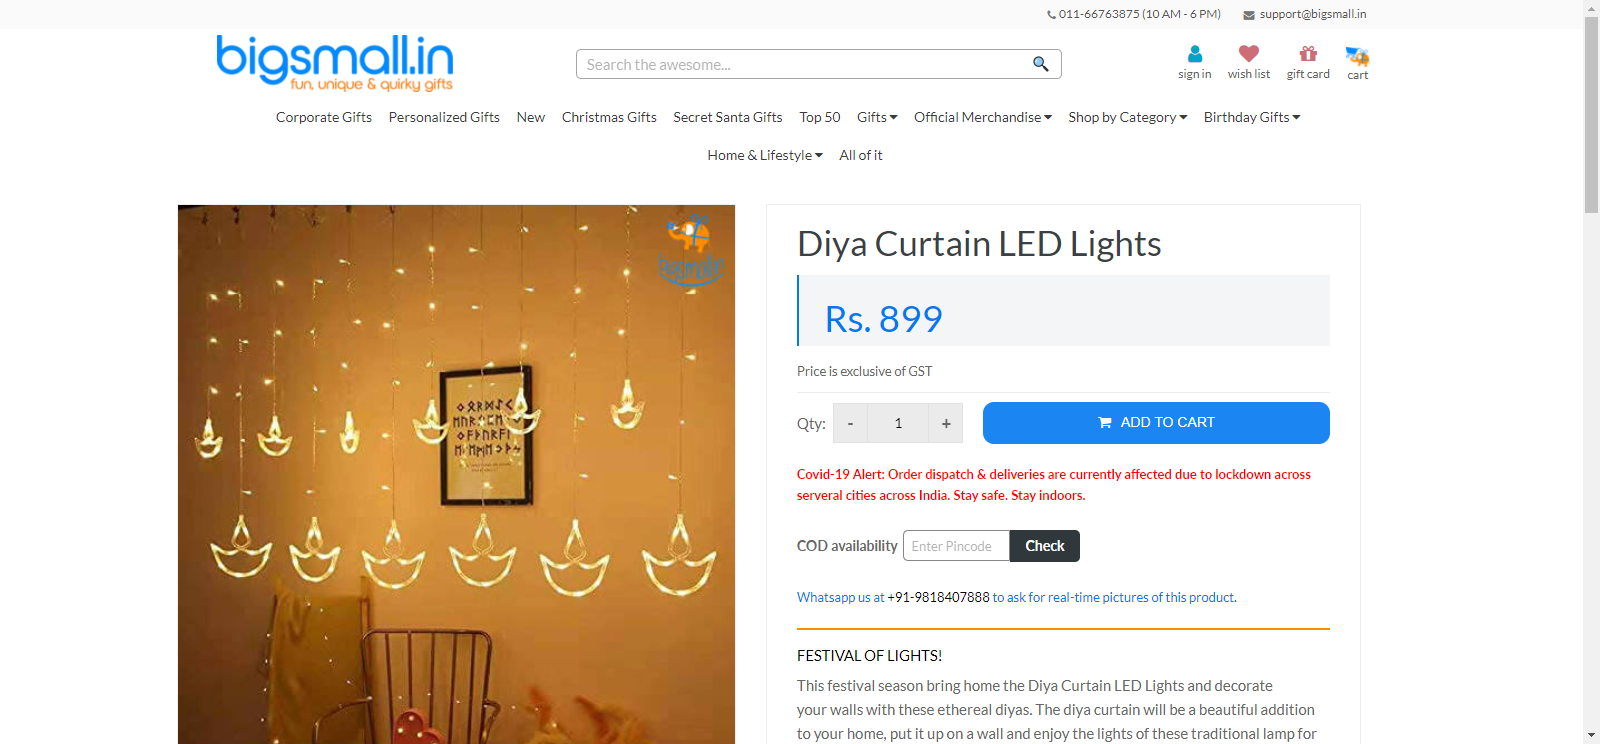 011-66763875 (10 AM - 6 PM) support@bigsmall.in
bigsmall.in
fun, unique & quirky gifts
Search the awesome...
sign in wish list gift card cart
Corporate Gifts Personalized Gifts New Christmas Gifts Secret Santa Gifts Top 50 Gifts Official Merchandise Shop by Category Birthday Gifts
Home & Lifestyle All of it
bigsmall.in
Diya Curtain LED Lights
Rs. 899
Price is exclusive of GST
Qty: - 1 + ADD TO CART
Covid-19 Alert: Order dispatch & deliveries are currently affected due to lockdown across
serveral cities across India. Stay safe. Stay indoors.
COD availability Enter Pincode Check
Whatsapp us at +91-9818407888 to ask for real-time pictures of this product.
FESTIVAL OF LIGHTS!
This festival season bring home the Diya Curtain LED Lights and decorate
your walls with these ethereal diyas. The diya curtain will be a beautiful addition
to your home, put it up on a wall and enjoy the lights of these traditional lamp for